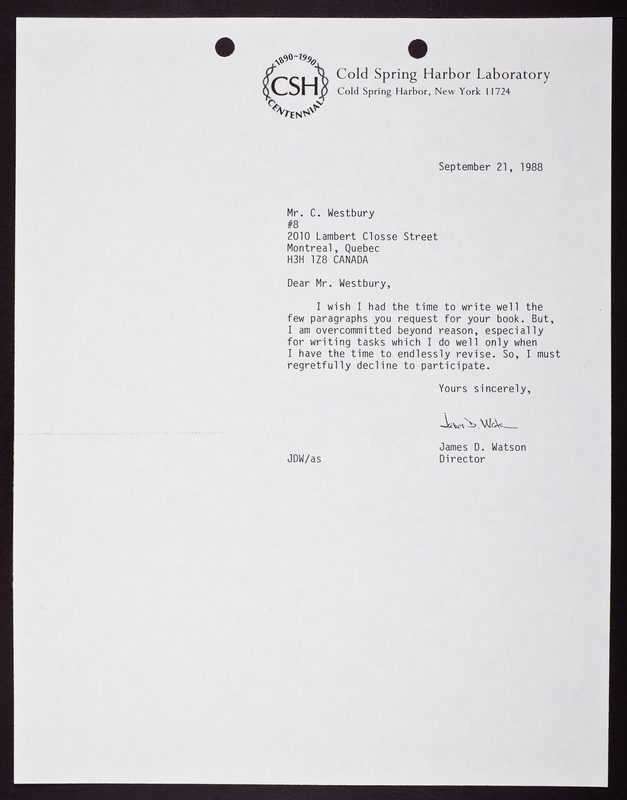 1890-1990
CSH
CENTENNIAL
Cold Spring Harbor Laboratory
Cold Spring Harbor, New York 11724
September 21, 1988
Mr. C. Westbury
#8
2010 Lambert Closse Street
Montreal, Quebec
H3H 1Z8 CANADA
Dear Mr. Westbury,
I wish I had the time to write well the
few paragraphs you request for your book. But,
I am overcommitted beyond reason, especially
for writing tasks which I do well only when
I have the time to endlessly revise. So, I must
regretfully decline to participate.
Yours sincerely,
James D. Watson
James D. Watson
JDW/as Director